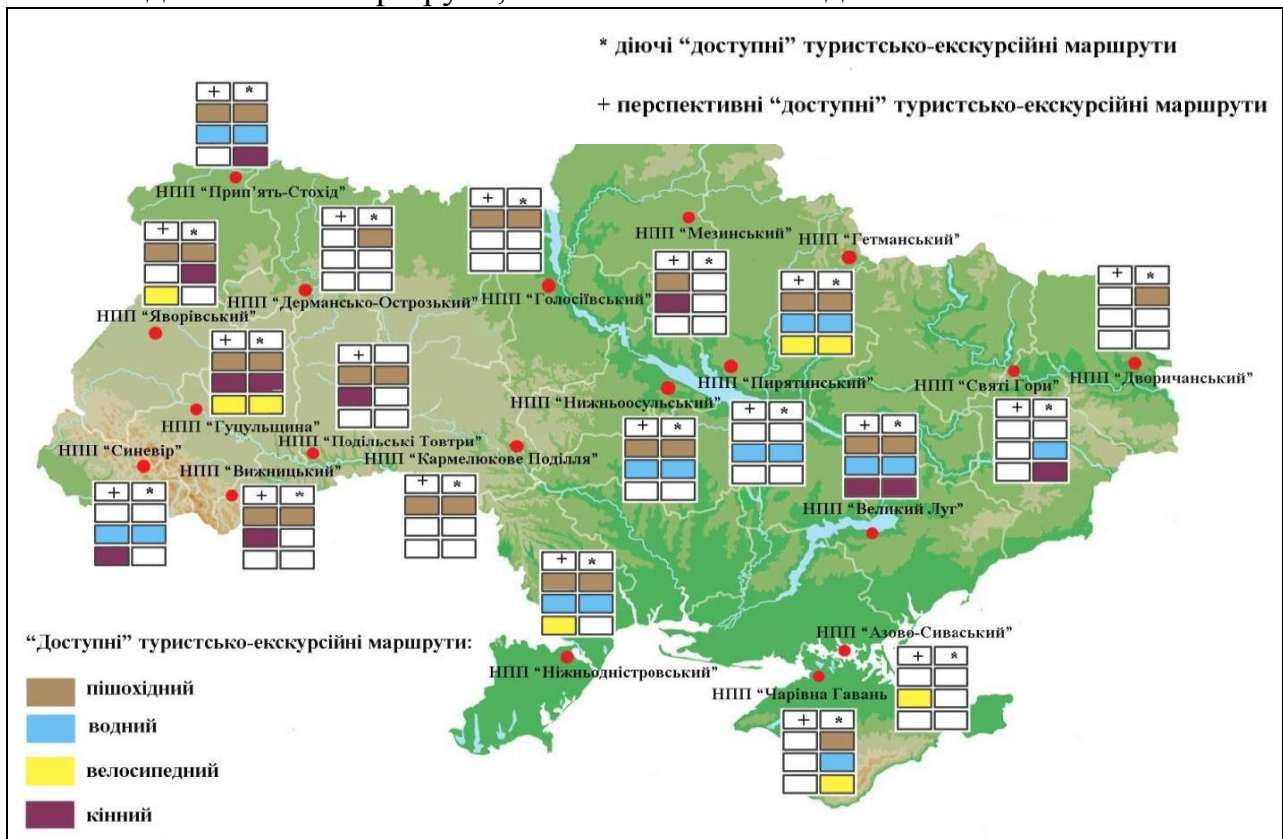 * діючі “доступні” туристсько-екскурсійні маршрути
+ перспективні “доступні” туристсько-екскурсійні маршрути
+ *
НПП “Прип’ять-Стохід”
+ *
НПП “Яворівський”
+ *
НПП “Дермансько-Острозький”
+ *
НПП “Голосіївський”
НПП “Мезинський”
+ *
НПП “Гетманський”
+ *
+ *
НПП “Дворичанський”
НПП “Святі Гори”
+ *
НПП “Пирятинський”
+ *
НПП “Нижньоосульський”
+ *
+ *
НПП “Гуцульщина”
+
НПП “Подільські Товтри”
НПП “Кармелюкове Поділля”
+ *
НПП “Синевір”
+ *
НПП “Вижницький”
+ *
+ *
НПП “Великий Луг”
+ *
НПП “Ніжньодністровський”
НПП “Азово-Сиваський”
+ *
НПП “Чарівна Гавань
+ *
“Доступні” туристсько-екскурсійні маршрути:
пішохідний
водний
велосипедний
кінний